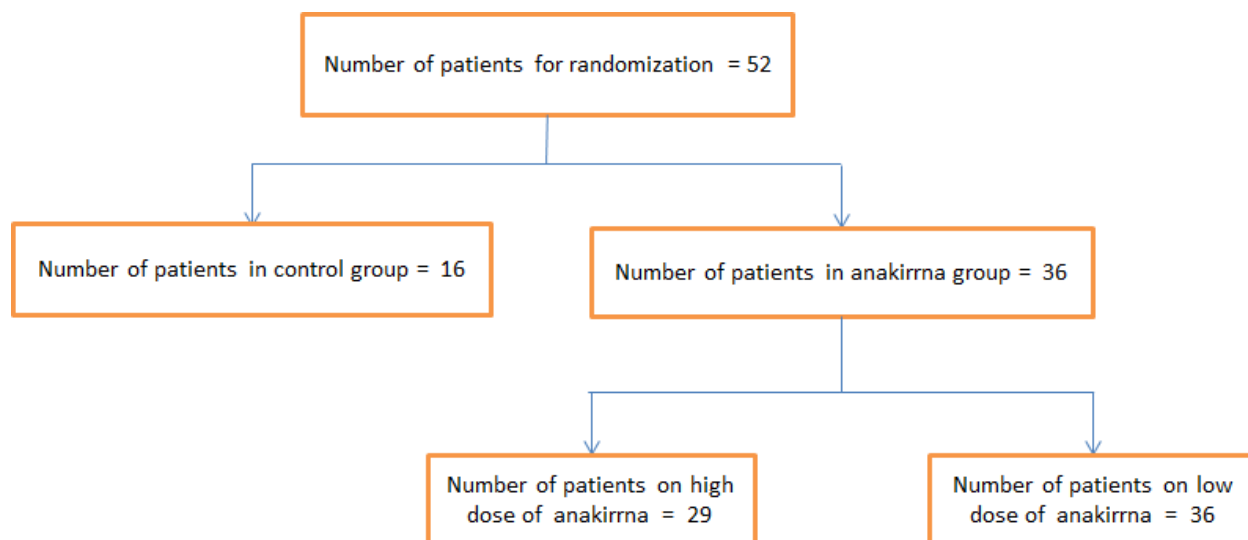 Number of patients for randomization = 52
Number of patients in control group = 16
Number of patients in anakirrna group = 36
Number of patients on high
dose of anakirrna = 29
Number of patients on low
dose of anakirrna = 36